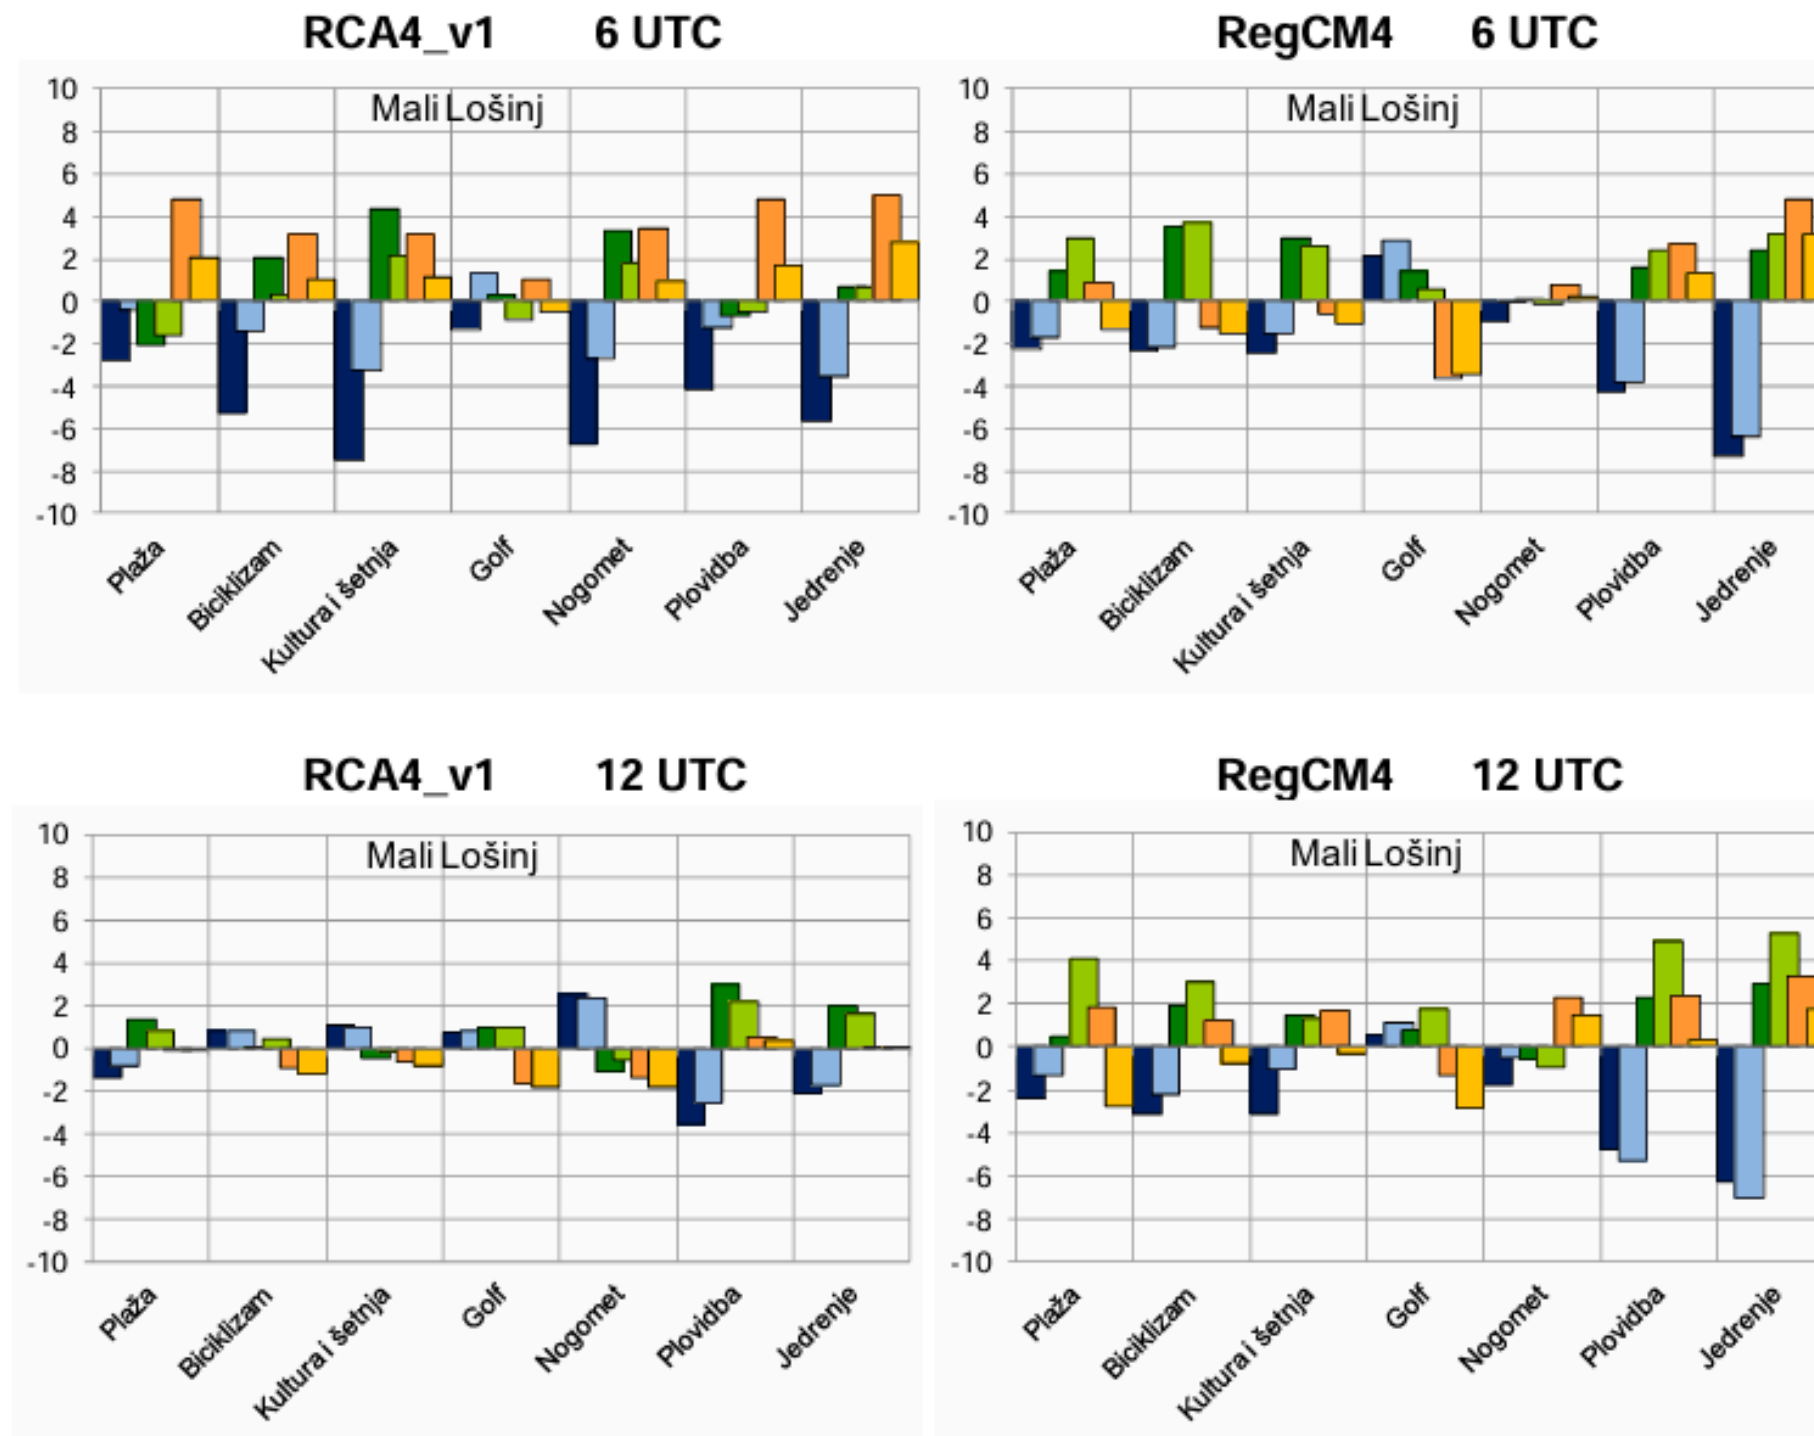 RCA4_v1 6 UTC
RegCM4 6 UTC
Mali Lošinj
10
8
6
4
2
0
-2
-4
-6
-8
-10
Plaža
Biciklizam
Kultura i šetnja
Golf
Nogomet
Plovidba
Jedrenje
Mali Lošinj
10
8
6
4
2
0
-2
-4
-6
-8
-10
Plaža
Biciklizam
Kultura i šetnja
Golf
Nogomet
Plovidba
Jedrenje
RCA4_v1 12 UTC
RegCM4 12 UTC
Mali Lošinj
10
8
6
4
2
0
-2
-4
-6
-8
-10
Plaža
Biciklizam
Kultura i šetnja
Golf
Nogomet
Plovidba
Jedrenje
Mali Lošinj
10
8
6
4
2
0
-2
-4
-6
-8
-10
Plaža
Biciklizam
Kultura i šetnja
Golf
Nogomet
Plovidba
Jedrenje